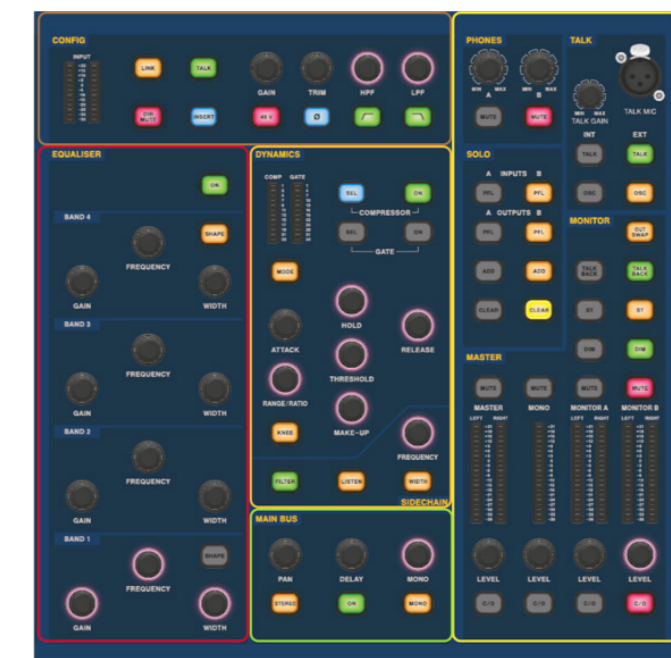 CONFIG
INPUT
LINK TALK
GAIN TRIM HPF LPF
DIR MUTE INSERT 48 V Ø
PHONES
MIN MAX MIN MAX
A B
MUTE MUTE
TALK
MIN MAX
TALK GAIN TALK MIC
INT EXT
TALK TALK
OSC OSC
EQUALISER
ON
BAND 4
SHAPE
FREQUENCY
GAIN WIDTH
BAND 3
FREQUENCY
GAIN WIDTH
BAND 2
FREQUENCY
GAIN WIDTH
BAND 1
SHAPE
FREQUENCY
GAIN WIDTH
DYNAMICS
COMP GATE
SEL ON
COMPRESSOR
SEL ON
GATE
MODE
HOLD
ATTACK RELEASE
THRESHOLD
RANGE/RATIO
KNEE MAKE-UP
FREQUENCY
FILTER LISTEN WIDTH
SIDECHAIN
MAIN BUS
PAN DELAY MONO
STEREO ON MONO
SOLO
A INPUTS B
PFL PFL
A OUTPUTS B
PFL PFL
ADD ADD
CLEAR CLEAR
MONITOR
OUT SWAP
TALK BACK TALK BACK
ST ST
DIM DIM
MASTER
MUTE MUTE MUTE MUTE
MASTER MONO MONITOR A MONITOR B
LEFT RIGHT LEFT RIGHT LEFT RIGHT
LEVEL LEVEL LEVEL LEVEL
C/O C/O C/O C/O